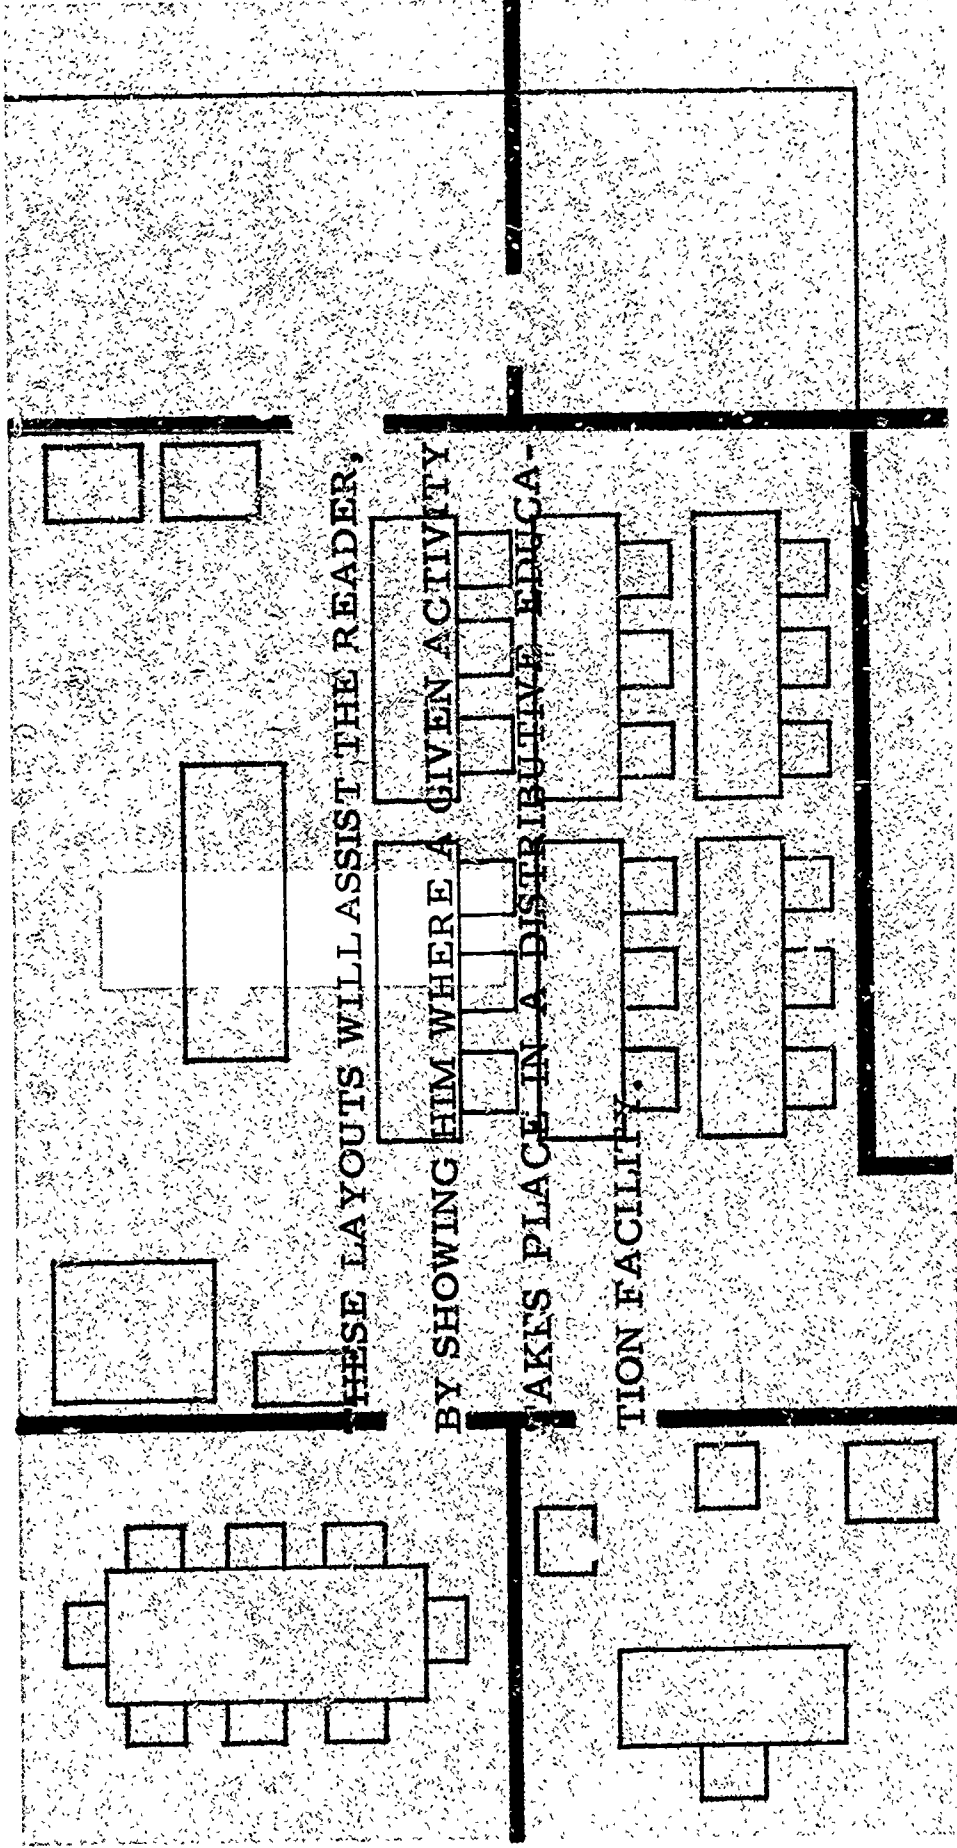 THESE LAYOUTS WILL ASSIST THE READER,
BY SHOWING HIM WHERE A GIVEN ACTIVITY
TAKES PLACE IN A DISTRIBUTIVE EDUCA-
TION FACILITY.